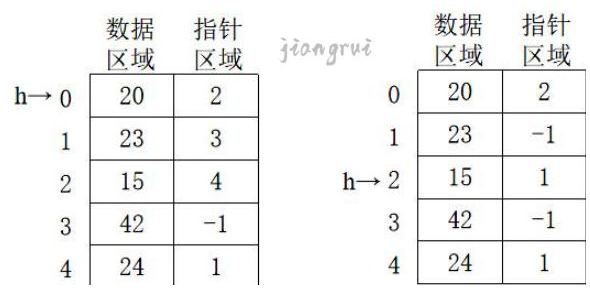 数据 指针
区域 区域
h→ 0 20 2
1 23 3
2 15 4
3 42 -1
4 24 1
jiangrui
数据 指针
区域 区域
0 20 2
1 23 -1
h→ 2 15 1
3 42 -1
4 24 1